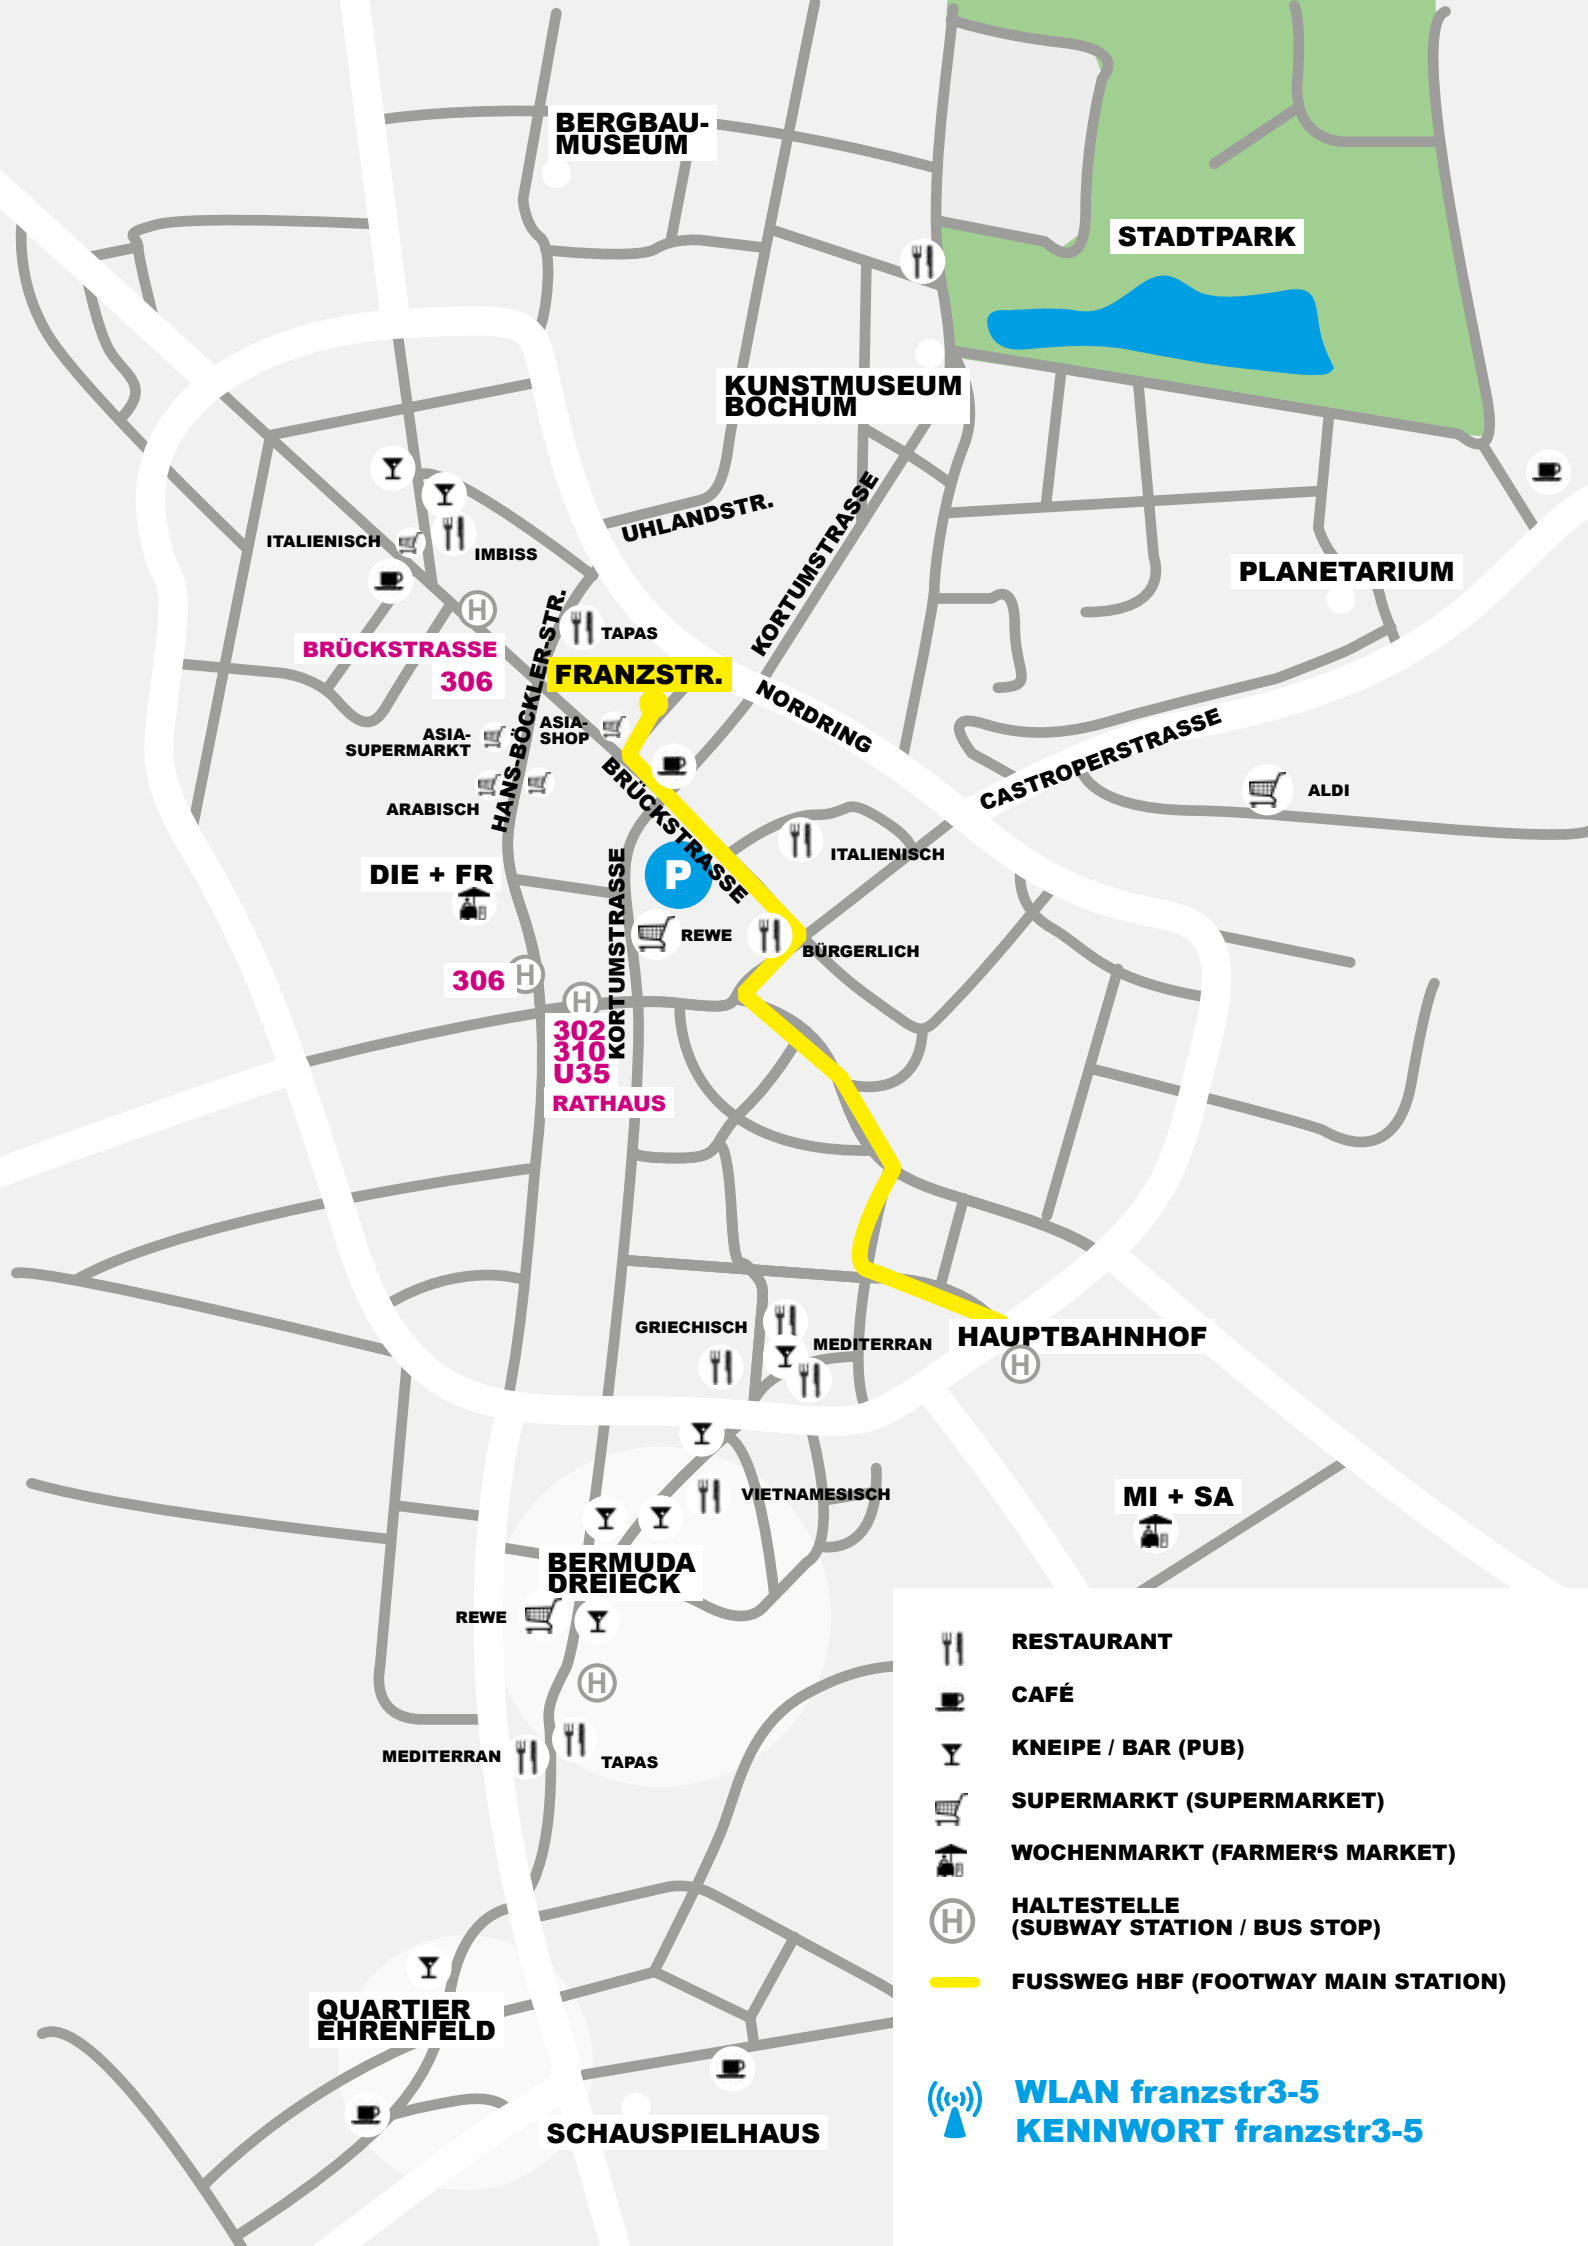 BERGBAU-
MUSEUM
STADTPARK
KUNSTMUSEUM
BOCHUM
UHLANDSTR.
KORTUMSTRASSE
ITALIENISCH
IMBISS
PLANETARIUM
HANS-BÖCKLER-STR.
TAPAS
BRÜCKSTRASSE
306
FRANZSTR.
NORDRING
ASIA-
SUPERMARKT
ASIA-
SHOP
CASTROPERSTRASSE
BRÜCKSTRASSE
ALDI
ARABISCH
ITALIENISCH
DIE + FR
P
KORTUMSTRASSE
REWE
BÜRGERLICH
306
H
H
H
302
310
U35
RATHAUS
GRIECHISCH
MEDITERRAN
HAUPTBAHNHOF
H
VIETNAMESISCH
MI + SA
BERMUDA
DREIECK
REWE
H
MEDITERRAN
TAPAS
QUARTIER
EHRENFELD
SCHAUSPIELHAUS
RESTAURANT
CAFÉ
KNEIPE / BAR (PUB)
SUPERMARKT (SUPERMARKET)
WOCHENMARKT (FARMER‘S MARKET)
H
HALTESTELLE
(SUBWAY STATION / BUS STOP)
FUSSWEG HBF (FOOTWAY MAIN STATION)
WLAN franzstr3-5
KENNWORT franzstr3-5